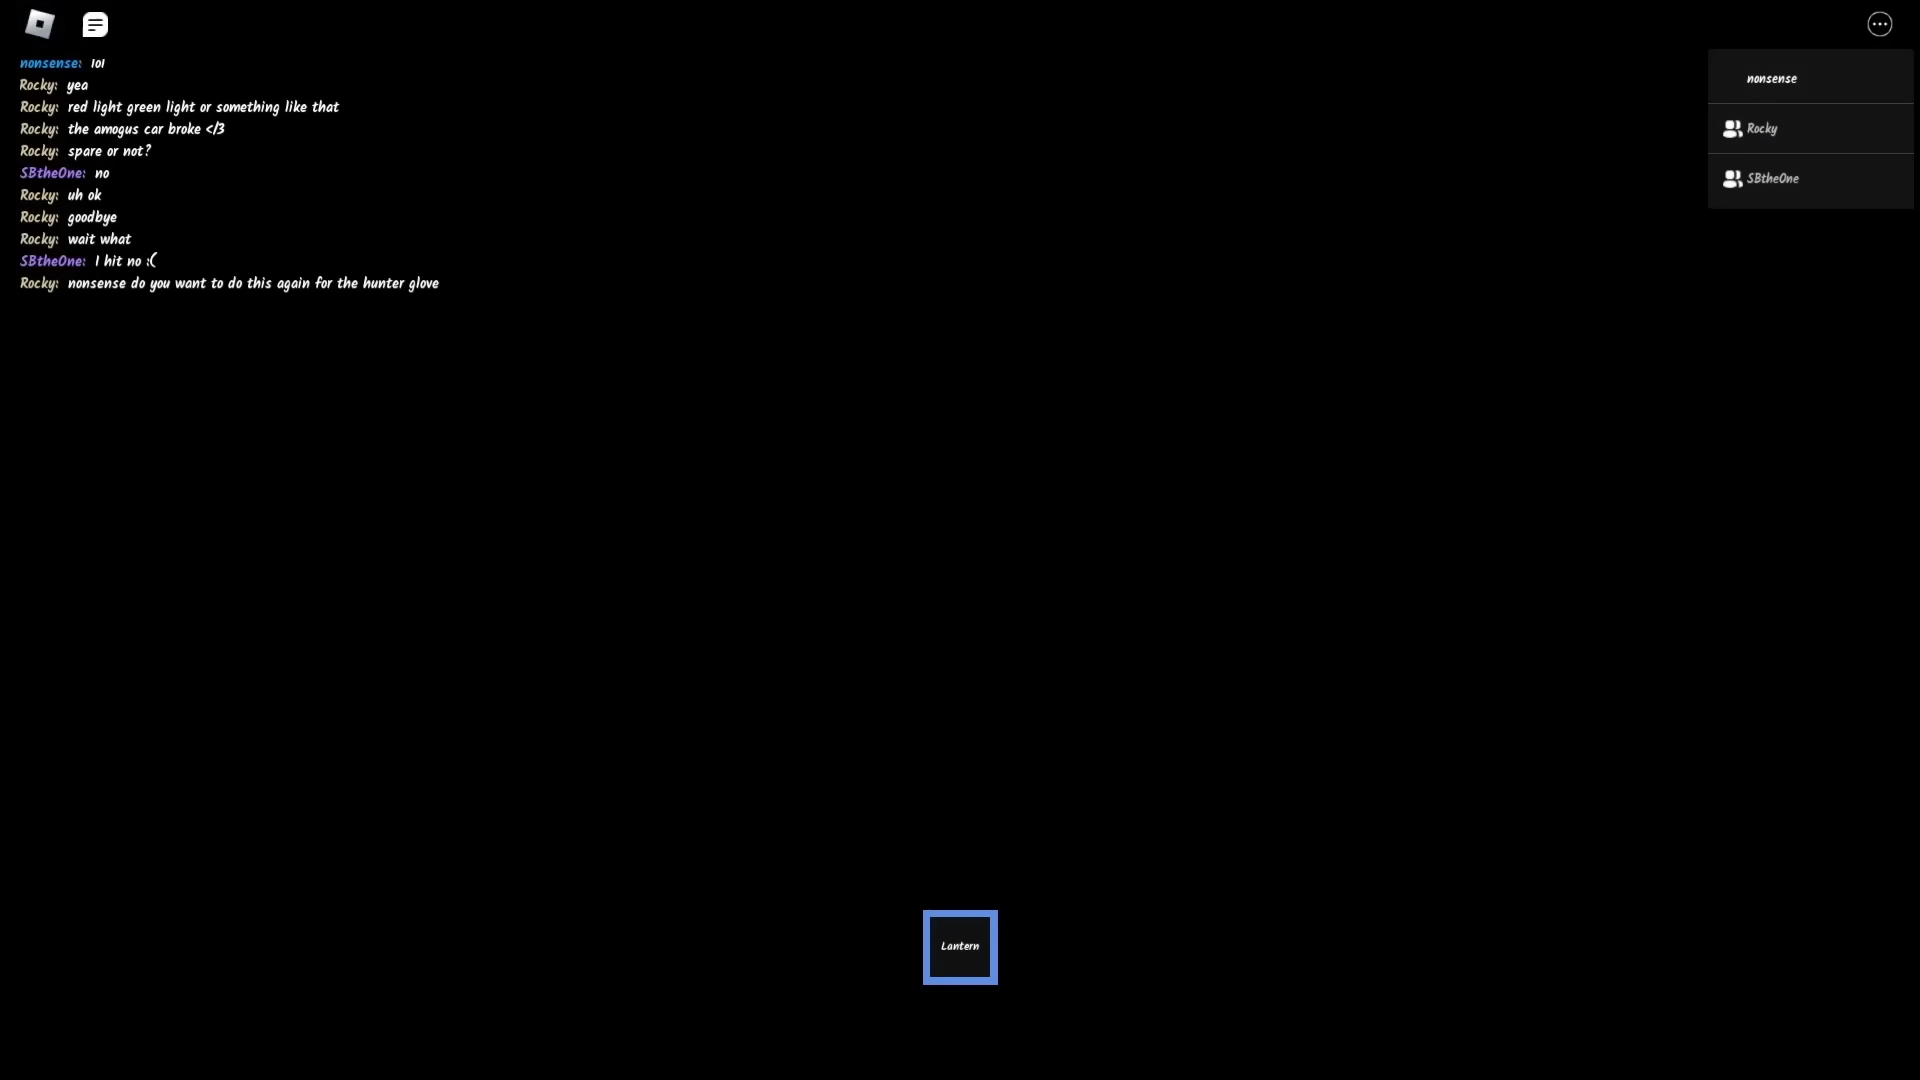 nonsense: lol
Rocky: yea
Rocky: red light green light or something like that
Rocky: the amogus car broke </3
Rocky: spare or not?
SBtheOne: no
Rocky: uh ok
Rocky: goodbye
Rocky: wait what
SBtheOne: I hit no :(
Rocky: nonsense do you want to do this again for the hunter glove
nonsense
Rocky
SBtheOne
Lantern